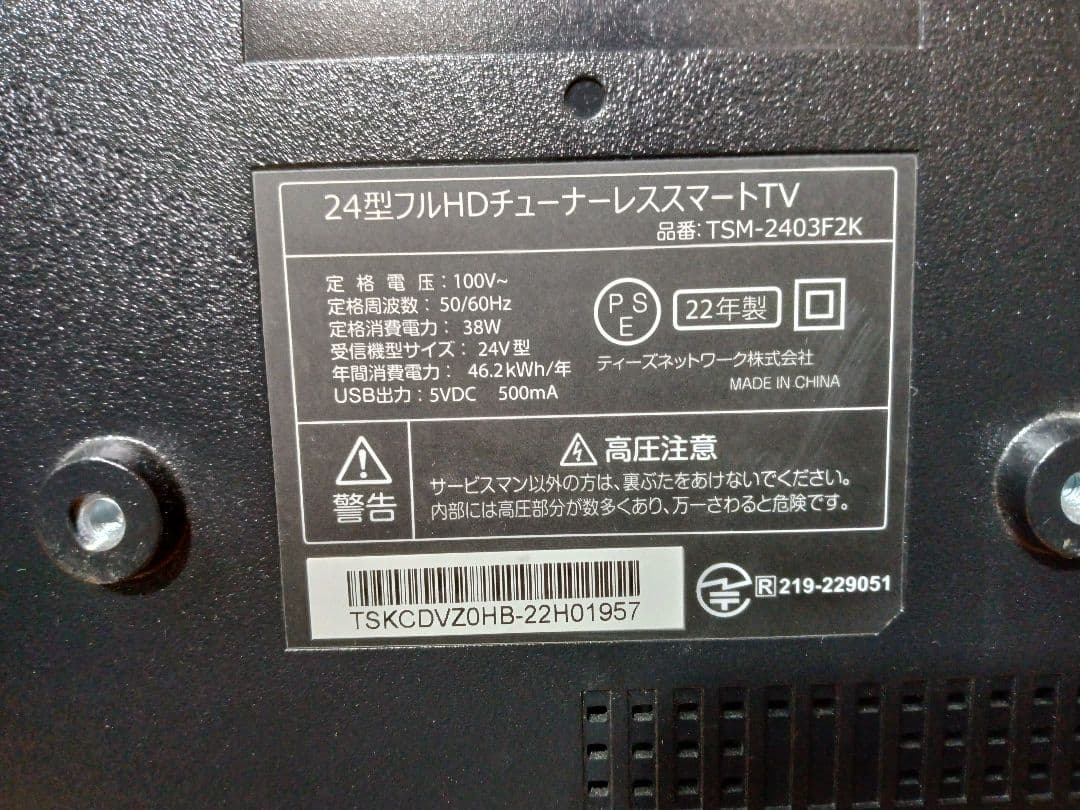 24型フルHDチューナーレススマートTV
品番:TSM-2403F2K
定格電圧:100V~
定格周波数:50/60Hz
定格消費電力:38W
受信機型サイズ:24V型
年間消費電力:46.2kWh/年
USB出力:5VDC 500mA
PSE
22年製
ティーズネットワーク株式会社
MADE IN CHINA
警告
高圧注意
サービスマン以外の方は、裏ぶたをあけないでください。
内部には高圧部分が数多くあり、万一さわると危険です。
TSKCDVZ0HB-22H01957
R 219-229051